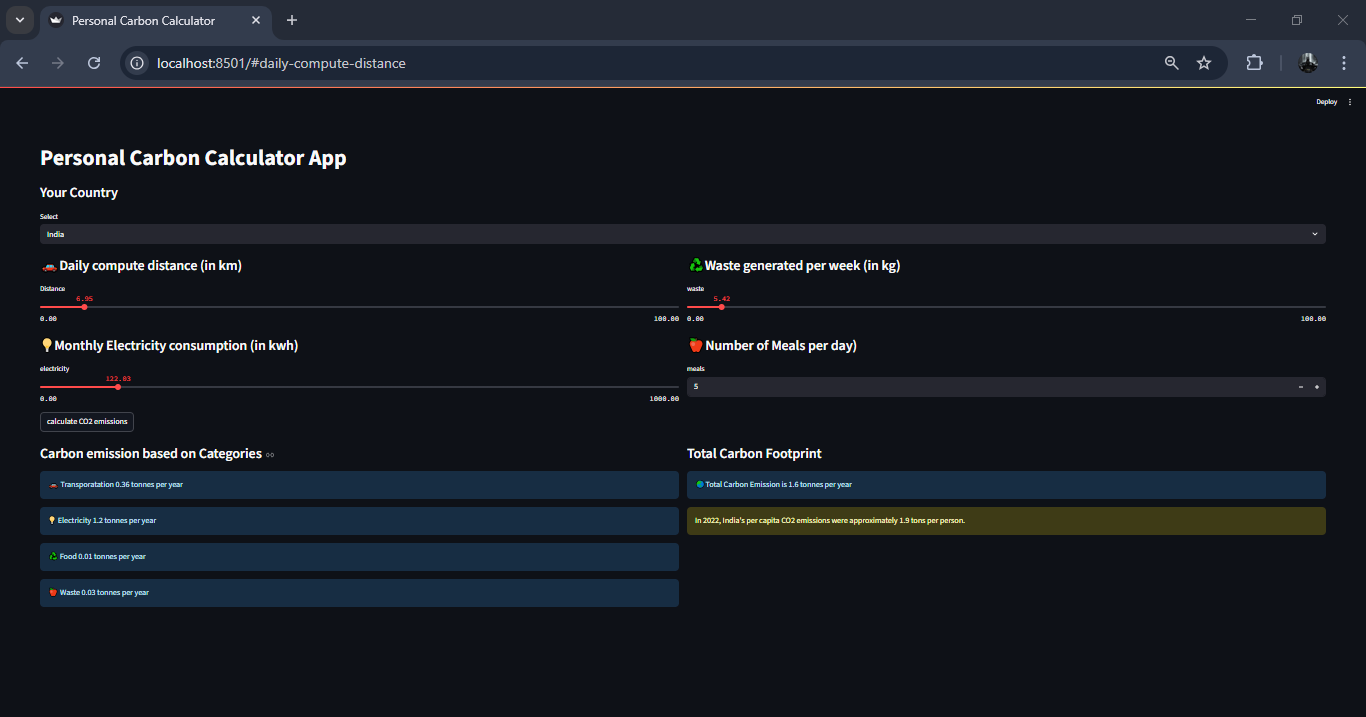 Personal Carbon Calculator
localhost:8501/#daily-compute-distance
Deploy
Personal Carbon Calculator App
Your Country
Select
India
🚗 Daily compute distance (in km)
Distance
6.95
0.00 100.00
♻️Waste generated per week (in kg)
waste
5.42
0.00 100.00
💡Monthly Electricity consumption (in kwh)
electricity
122.03
0.00 1000.00
🍎Number of Meals per day)
meals
5
calculate CO2 emissions
Carbon emission based on Categories
🚗 Transporatation 0.36 tonnes per year
💡 Electricity 1.2 tonnes per year
♻️ Food 0.01 tonnes per year
🍎 Waste 0.03 tonnes per year
Total Carbon Footprint
🌍Total Carbon Emission is 1.6 tonnes per year
In 2022, India's per capita CO2 emissions were approximately 1.9 tons per person.